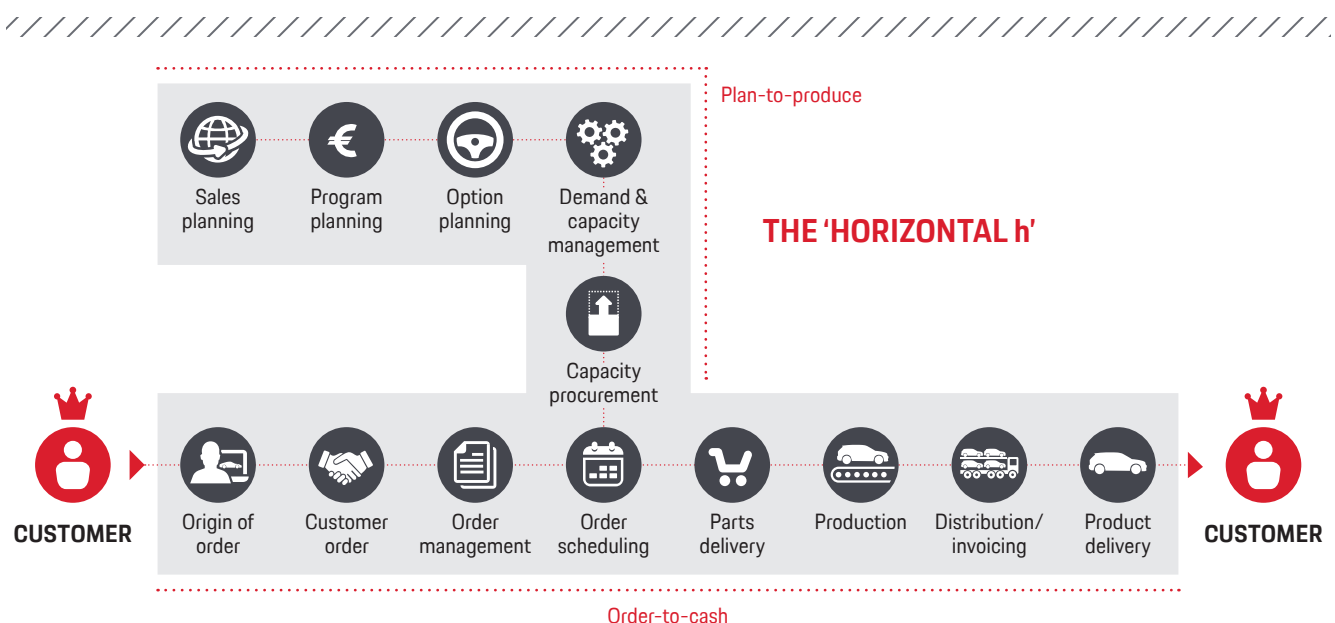 Plan-to-produce
Sales
planning
Program
planning
Option
planning
Demand &
capacity
management
THE ‘HORIZONTAL h’
Capacity
procurement
CUSTOMER
Origin of
order
Customer
order
Order
management
Order
scheduling
Parts
delivery
Production
Distribution/
invoicing
Product
delivery
CUSTOMER
Order-to-cash